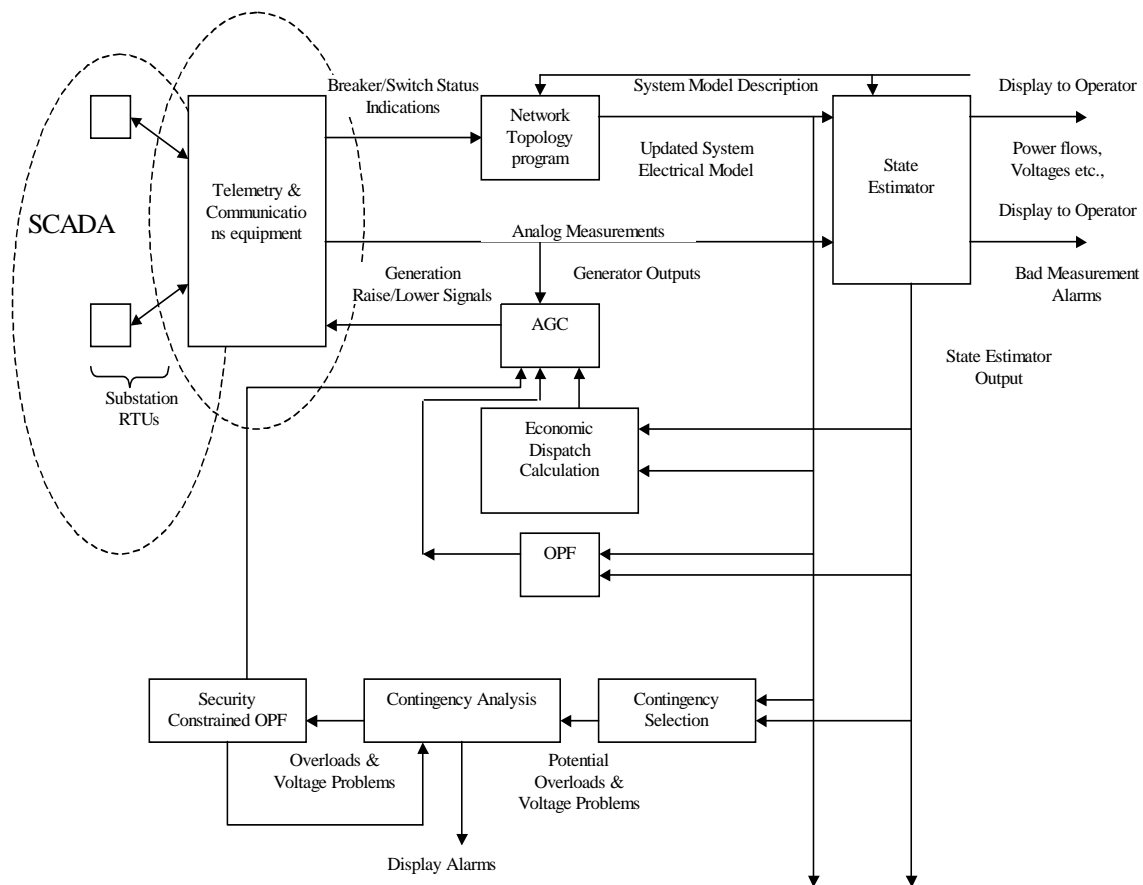 Breaker/Switch Status
Indications
System Model Description
Display to Operator
Network
Topology
program
Updated System
Electrical Model
State
Estimator
Power flows,
Voltages etc.,
SCADA
Telemetry &
Communicatio
ns equipment
Analog Measurements
Display to Operator
Generation
Raise/Lower Signals
Generator Outputs
Bad Measurement
Alarms
AGC
Substation
RTUs
State Estimator
Output
Economic
Dispatch
Calculation
OPF
Security
Constrained OPF
Contingency Analysis
Contingency
Selection
Overloads &
Voltage Problems
Potential
Overloads &
Voltage Problems
Display Alarms